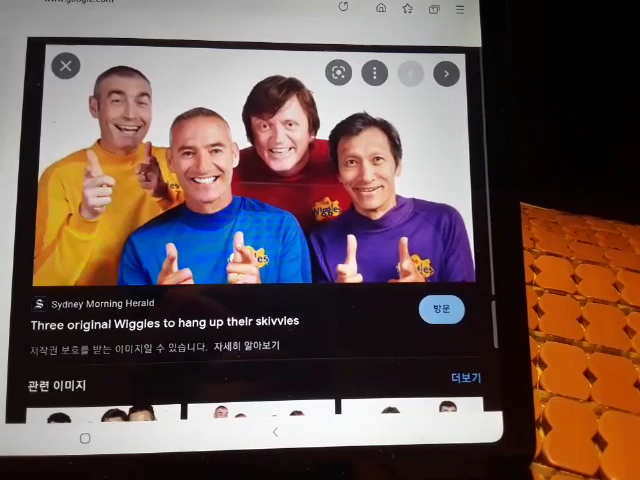 www.google.com
Wiggles
Sydney Morning Herald
Three original Wiggles to hang up their skivvies
방문
저작권 보호를 받는 이미지일 수 있습니다. 자세히 알아보기
관련 이미지
더보기